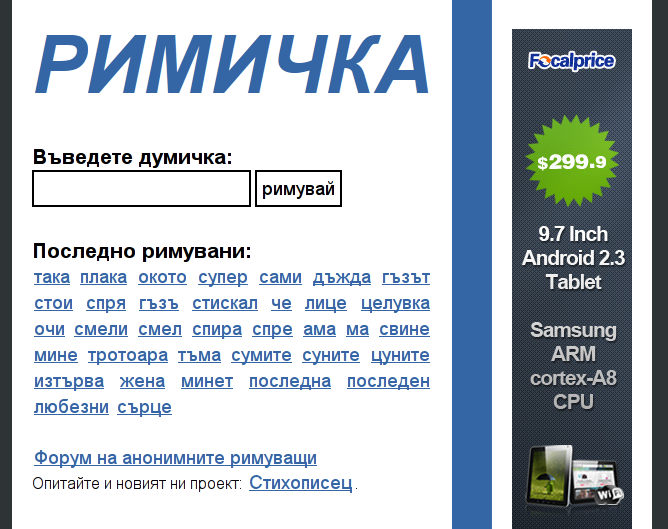 РИМИЧКА
Въведете думичка:
римувай
Последно римувани:
така плака окото супер сами дъжда гъзът
стои спря гъзъ стискал че лице целувка
очи смели смел спира спре ама ма свине
мине тротоара тъма сумите суните цуните
изтърва жена минет последна последен
любезни сърце
Форум на анонимните римуващи
Опитайте и новият ни проект: Стихописец.
Focalprice
$299.9
9.7 Inch
Android 2.3
Tablet
Samsung
ARM
cortex-A8
CPU
WiFi